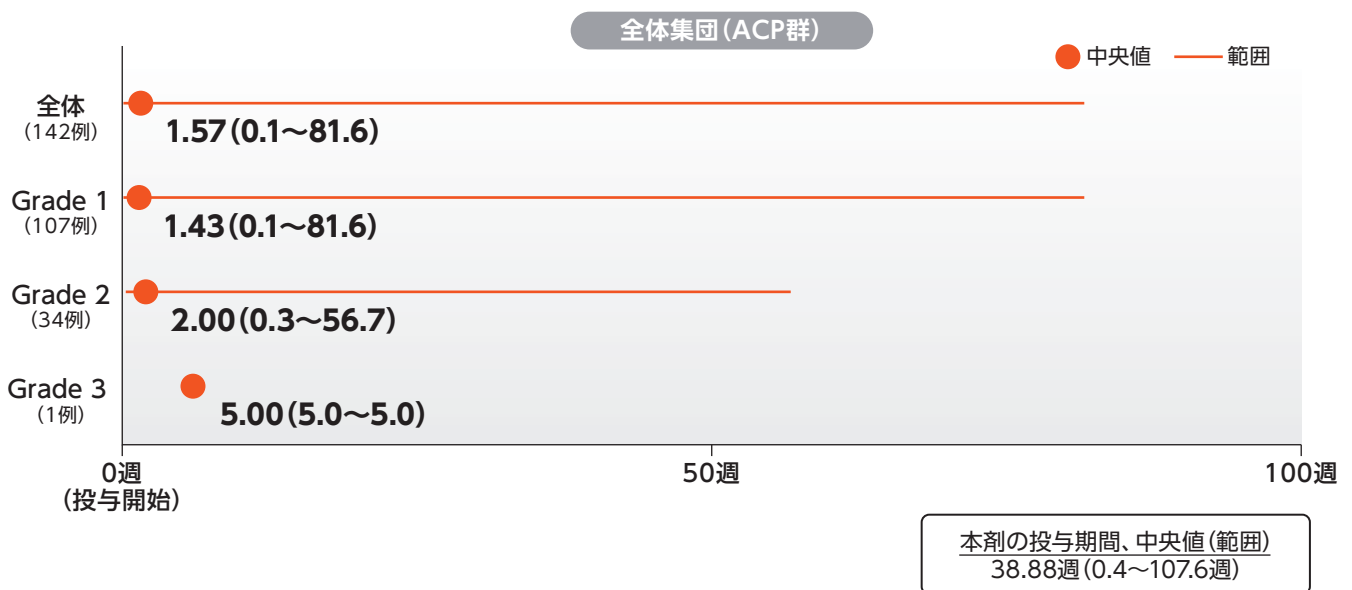 全体集団(ACP群)
中央値 範囲
全体
(142例)
1.57(0.1〜81.6)
Grade 1
(107例)
1.43(0.1〜81.6)
Grade 2
(34例)
2.00(0.3〜56.7)
Grade 3
(1例)
5.00(5.0〜5.0)
0週 50週 100週
(投与開始)
本剤の投与期間、中央値(範囲)
38.88週(0.4〜107.6週)